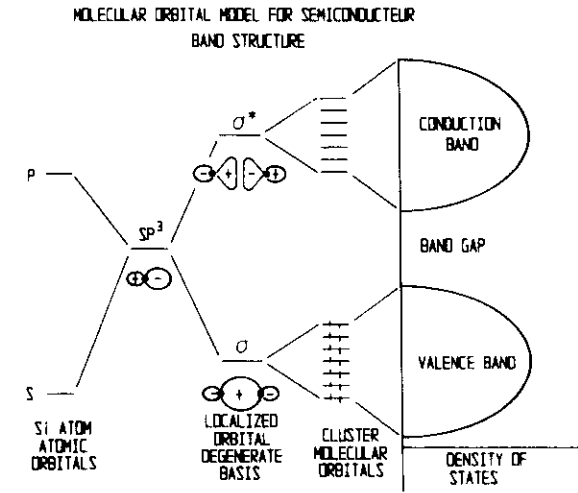 MOLECULAR ORBITAL MODEL FOR SEMICONDUCTEUR
BAND STRUCTURE
σ*
CONDUCTION
BAND
P
- + - +
SP³
+ -
BAND GAP
σ
VALENCE BAND
S
- + -
Si ATOM
ATOMIC
ORBITALS
LOCALIZED
ORBITAL
DEGENERATE
BASIS
CLUSTER
MOLECULAR
ORBITALS
DENSITY OF
STATES